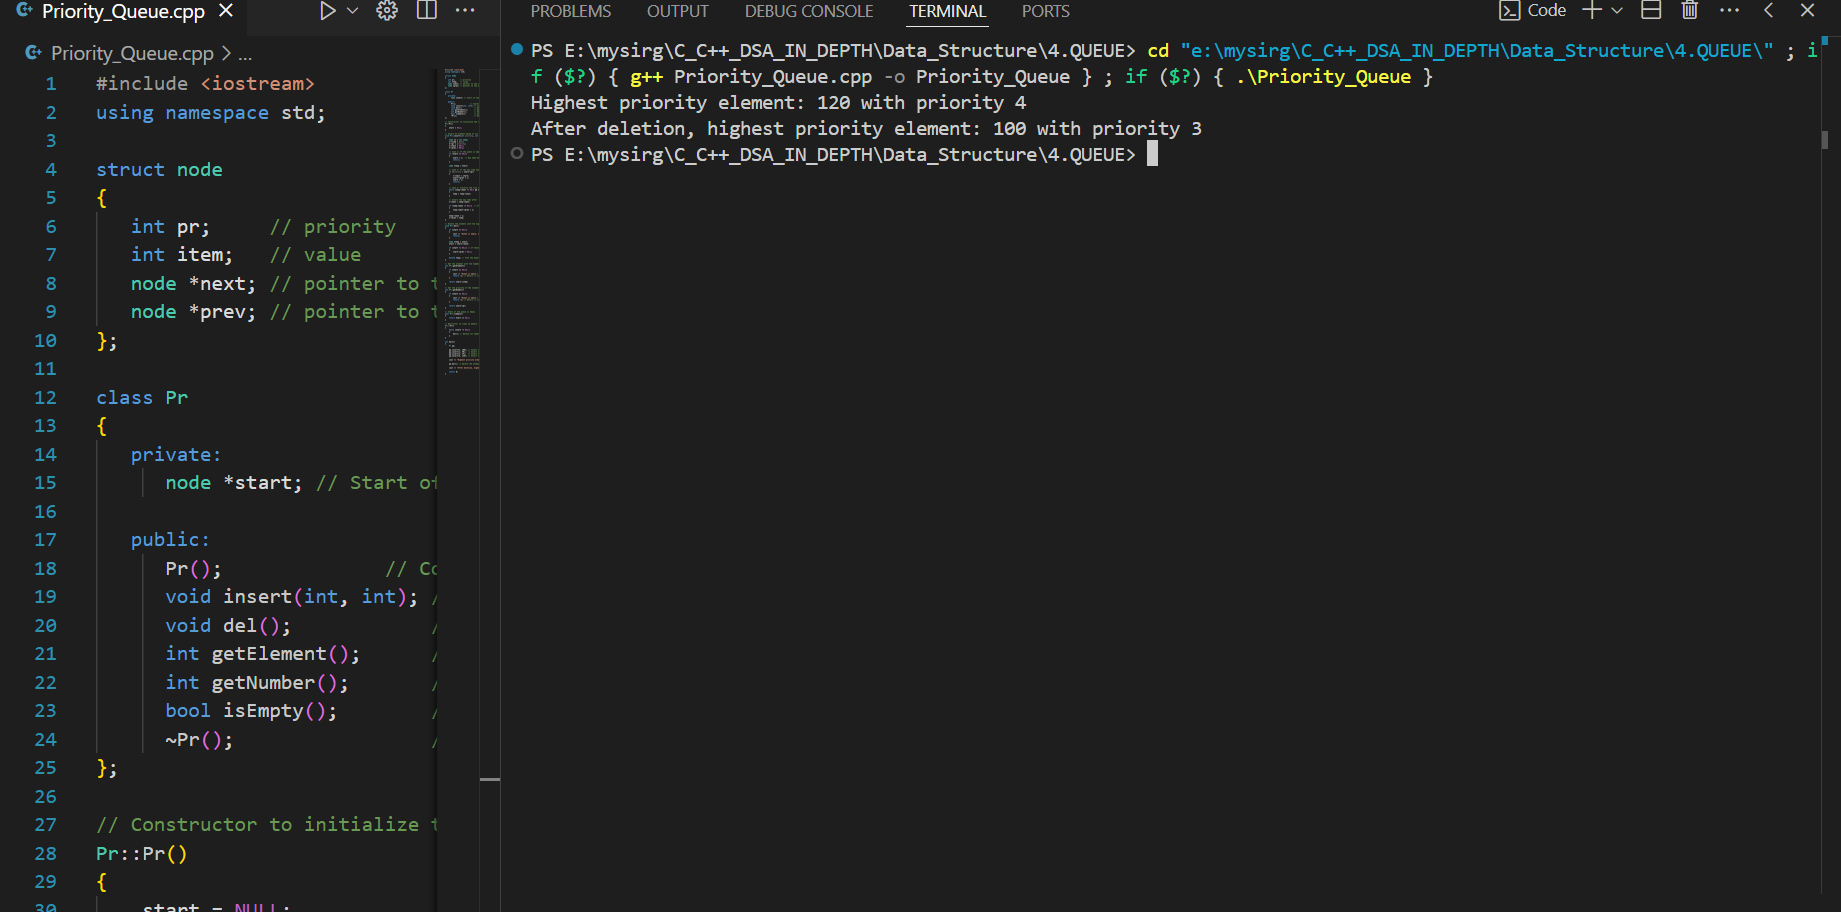 Priority_Queue.cpp
Priority_Queue.cpp > ...
1 #include <iostream>
2 using namespace std;
3
4 struct node
5 {
6 int pr; // priority
7 int item; // value
8 node *next; // pointer to
9 node *prev; // pointer to
10 };
11
12 class Pr
13 {
14 private:
15 node *start; // Start of
16
17 public:
18 Pr(); //
19 void insert(int, int);
20 void del();
21 int getElement();
22 int getNumber();
23 bool isEmpty();
24 ~Pr();
25 };
26
27 // Constructor to initialize
28 Pr::Pr()
29 {
30 start = NULL;
PROBLEMS OUTPUT DEBUG CONSOLE TERMINAL PORTS
Code
PS E:\mysirg\C_C++_DSA_IN_DEPTH\Data_Structure\4.QUEUE> cd "e:\mysirg\C_C++_DSA_IN_DEPTH\Data_Structure\4.QUEUE\" ; i
f ($?) { g++ Priority_Queue.cpp -o Priority_Queue } ; if ($?) { .\Priority_Queue }
Highest priority element: 120 with priority 4
After deletion, highest priority element: 100 with priority 3
PS E:\mysirg\C_C++_DSA_IN_DEPTH\Data_Structure\4.QUEUE>